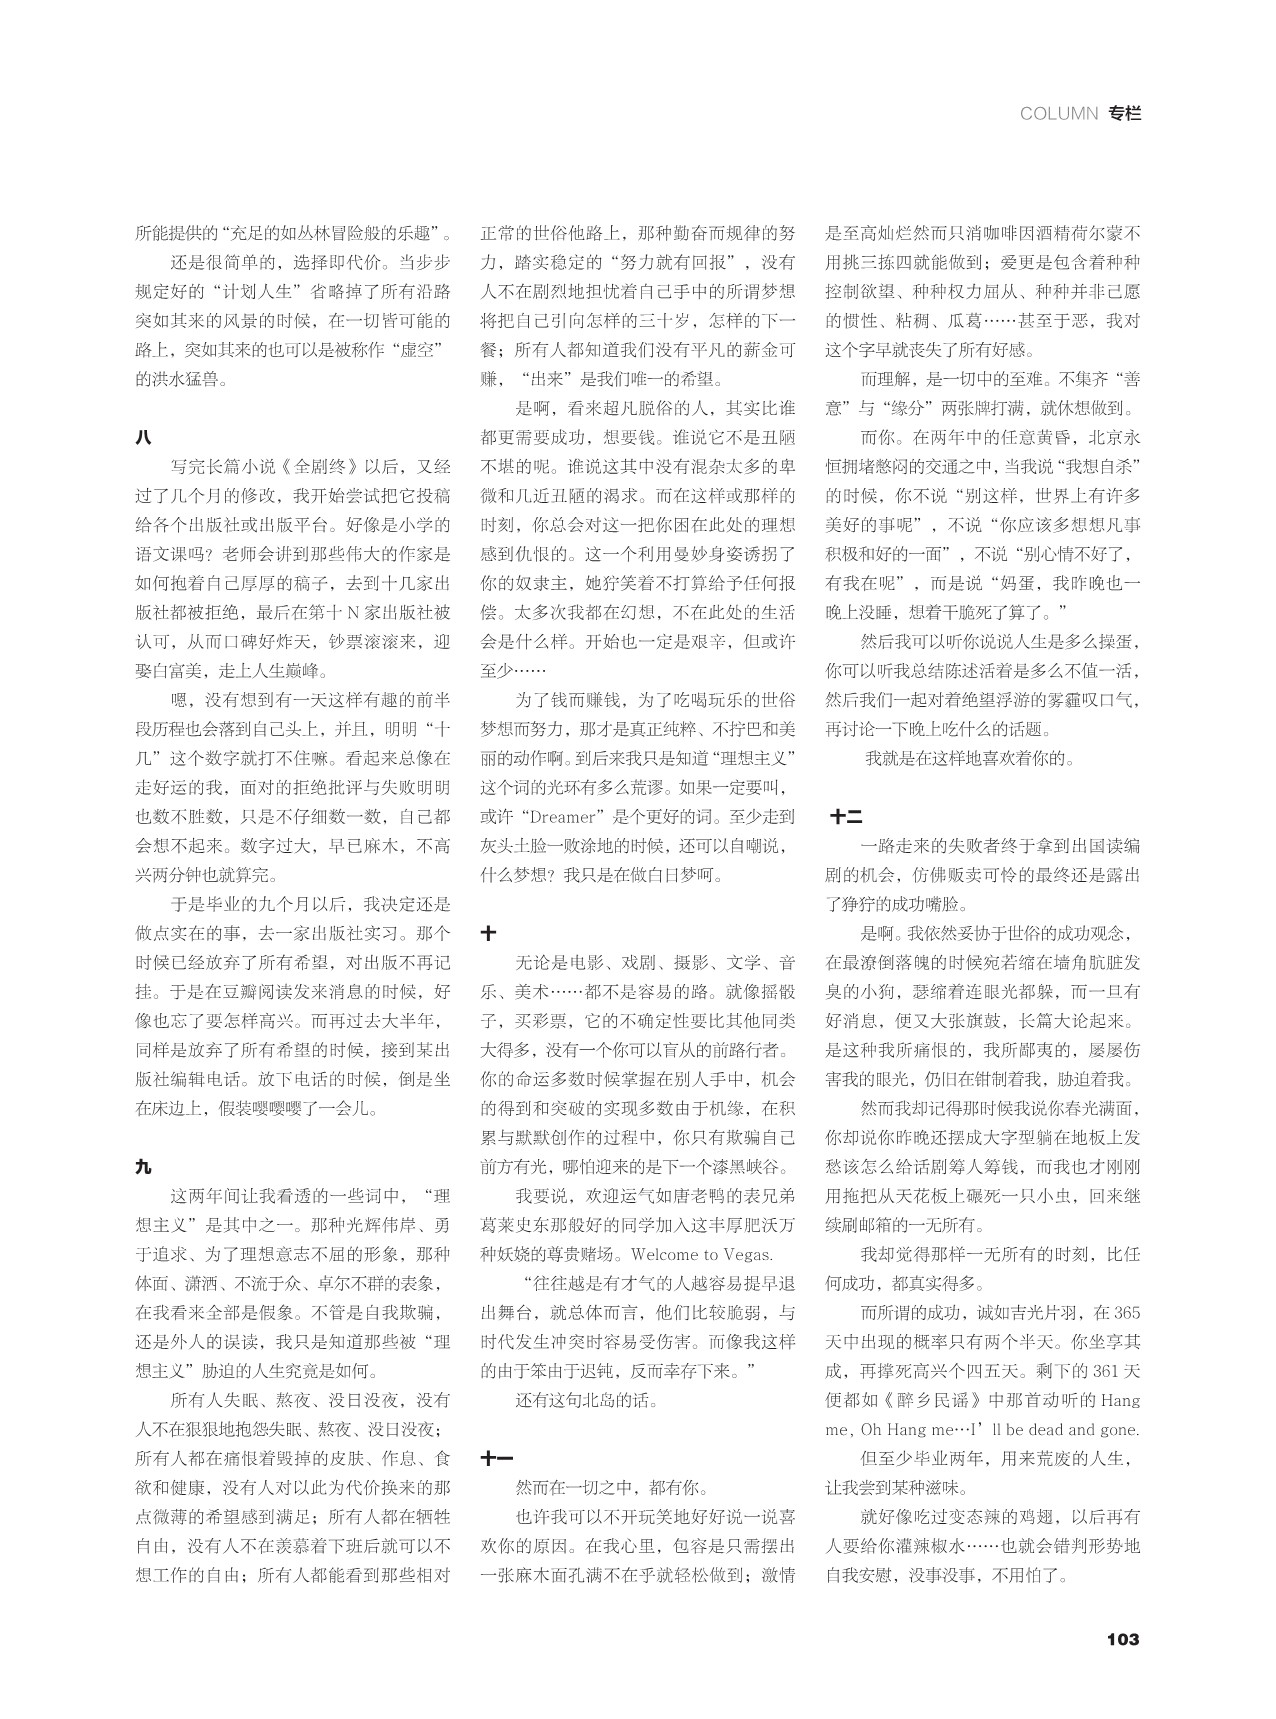 COLUMN 专栏
所能提供的“充足的如丛林冒险般的乐趣”。
还是很简单的，选择即代价。当步步
规定好的“计划人生”省略掉了所有沿路
突如其来的风景的时候，在一切皆可能的
路上，突如其来的也可以是被称作“虚空”
的洪水猛兽。
八
写完长篇小说《全剧终》以后，又经
过了几个月的修改，我开始尝试把它投稿
给各个出版社或出版平台。好像是小学的
语文课吗？老师会讲到那些伟大的作家是
如何抱着自己厚厚的稿子，去到十几家出
版社都被拒绝，最后在第十 N 家出版社被
认可，从而口碑好炸天，钞票滚滚来，迎
娶白富美，走上人生巅峰。
嗯，没有想到有一天这样有趣的前半
段历程也会落到自己头上，并且，明明“十
几”这个数字就打不住嘛。看起来总像在
走好运的我，面对的拒绝批评与失败明明
也数不胜数，只是不仔细数一数，自己都
会想不起来。数字过大，早已麻木，不高
兴两分钟也就算完。
于是毕业的九个月以后，我决定还是
做点实在的事，去一家出版社实习。那个
时候已经放弃了所有希望，对出版不再记
挂。于是在豆瓣阅读发来消息的时候，好
像也忘了要怎样高兴。而再过去大半年，
同样是放弃了所有希望的时候，接到某出
版社编辑电话。放下电话的时候，倒是坐
在床边上，假装嘤嘤嘤了一会儿。
九
这两年间让我看透的一些词中，“理
想主义”是其中之一。那种光辉伟岸、勇
于追求、为了理想意志不屈的形象，那种
体面、潇洒、不流于众、卓尔不群的表象，
在我看来全部是假象。不管是自我欺骗，
还是外人的误读，我只是知道那些被“理
想主义”胁迫的人生究竟是如何。
所有人失眠、熬夜、没日没夜，没有
人不在狠狠地抱怨失眠、熬夜、没日没夜；
所有人都在痛恨着毁掉的皮肤、作息、食
欲和健康，没有人对以此为代价换来的那
点微薄的希望感到满足；所有人都在牺牲
自由，没有人不在羡慕着下班后就可以不
想工作的自由；所有人都能看到那些相对
正常的世俗他路上，那种勤奋而规律的努
力，踏实稳定的“努力就有回报”，没有
人不在剧烈地担忧着自己手中的所谓梦想
将把自己引向怎样的三十岁，怎样的下一
餐；所有人都知道我们没有平凡的薪金可
赚，“出来”是我们唯一的希望。
是啊，看来超凡脱俗的人，其实比谁
都更需要成功，想要钱。谁说它不是丑陋
不堪的呢。谁说这其中没有混杂太多的卑
微和几近丑陋的渴求。而在这样或那样的
时刻，你总会对这一把你困在此处的理想
感到仇恨的。这一个利用曼妙身姿诱拐了
你的奴隶主，她狞笑着不打算给予任何报
偿。太多次我都在幻想，不在此处的生活
会是什么样。开始也一定是艰辛，但或许
至少……
为了钱而赚钱，为了吃喝玩乐的世俗
梦想而努力，那才是真正纯粹、不拧巴和美
丽的动作啊。到后来我只是知道“理想主义”
这个词的光环有多么荒谬。如果一定要叫，
或许“Dreamer”是个更好的词。至少走到
灰头土脸一败涂地的时候，还可以自嘲说，
什么梦想？我只是在做白日梦呵。
十
无论是电影、戏剧、摄影、文学、音
乐、美术……都不是容易的路。就像摇骰
子，买彩票，它的不确定性要比其他同类
大得多，没有一个你可以盲从的前路行者。
你的命运多数时候掌握在别人手中，机会
的得到和突破的实现多数由于机缘，在积
累与默默创作的过程中，你只有欺骗自己
前方有光，哪怕迎来的是下一个漆黑峡谷。
我要说，欢迎运气如唐老鸭的表兄弟
葛莱史东那般好的同学加入这丰厚肥沃万
种妖娆的尊贵赌场。Welcome to Vegas.
“往往越是有才气的人越容易提早退
出舞台，就总体而言，他们比较脆弱，与
时代发生冲突时容易受伤害。而像我这样
的由于笨由于迟钝，反而幸存下来。”
还有这句北岛的话。
十一
然而在一切之中，都有你。
也许我可以不开玩笑地好好说一说喜
欢你的原因。在我心里，包容是只需摆出
一张麻木面孔满不在乎就轻松做到；激情
是至高灿烂然而只消咖啡因酒精荷尔蒙不
用挑三拣四就能做到；爱更是包含着种种
控制欲望、种种权力屈从、种种并非己愿
的惯性、粘稠、瓜葛……甚至于恶，我对
这个字早就丧失了所有好感。
而理解，是一切中的至难。不集齐“善
意”与“缘分”两张牌打满，就休想做到。
而你。在两年中的任意黄昏，北京永
恒拥堵憋闷的交通之中，当我说“我想自杀”
的时候，你不说“别这样，世界上有许多
美好的事呢”，不说“你应该多想想凡事
积极和好的一面”，不说“别心情不好了，
有我在呢”，而是说“妈蛋，我昨晚也一
晚上没睡，想着干脆死了算了。”
然后我可以听你说说人生是多么操蛋，
你可以听我总结陈述活着是多么不值一活，
然后我们一起对着绝望浮游的雾霾叹口气，
再讨论一下晚上吃什么的话题。
我就是在这样地喜欢着你的。
十二
一路走来的失败者终于拿到出国读编
剧的机会，仿佛贩卖可怜的最终还是露出
了狰狞的成功嘴脸。
是啊。我依然妥协于世俗的成功观念，
在最潦倒落魄的时候宛若缩在墙角肮脏发
臭的小狗，瑟缩着连眼光都躲，而一旦有
好消息，便又大张旗鼓，长篇大论起来。
是这种我所痛恨的，我所鄙夷的，屡屡伤
害我的眼光，仍旧在钳制着我，胁迫着我。
然而我却记得那时候我说你春光满面，
你却说你昨晚还摆成大字型躺在地板上发
愁该怎么给话剧筹人筹钱，而我也才刚刚
用拖把从天花板上碾死一只小虫，回来继
续刷邮箱的一无所有。
我却觉得那样一无所有的时刻，比任
何成功，都真实得多。
而所谓的成功，诚如吉光片羽，在 365
天中出现的概率只有两个半天。你坐享其
成，再撑死高兴个四五天。剩下的 361 天
便都如《醉乡民谣》中那首动听的 Hang
me, Oh Hang me…I’ll be dead and gone.
但至少毕业两年，用来荒废的人生，
让我尝到某种滋味。
就好像吃过变态辣的鸡翅，以后再有
人要给你灌辣椒水……也就会错判形势地
自我安慰，没事没事，不用怕了。
103